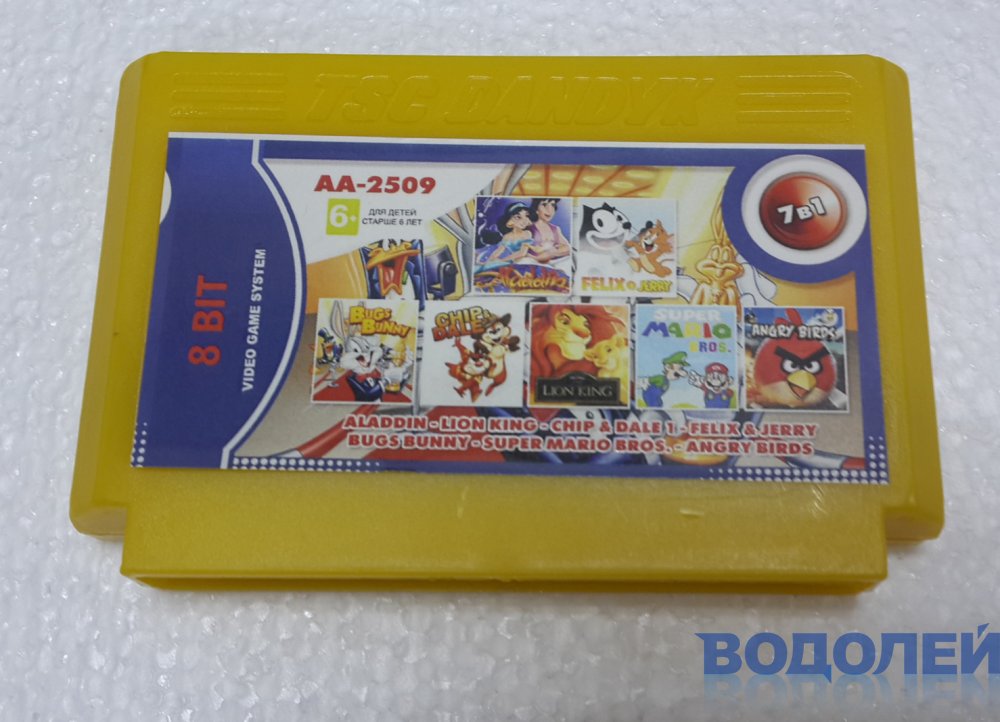 TSC DANDYX
AA-2509
6+
ДЛЯ ДЕТЕЙ
СТАРШЕ 6 ЛЕТ
7 в 1
8 BIT
VIDEO GAME SYSTEM
Aladdin
FELIX & JERRY
BUGS
BUNNY
CHIP &
DALE
LION KING
SUPER
MARIO
BROS.
ANGRY BIRDS
ALADDIN - LION KING - CHIP & DALE 1 - FELIX & JERRY
BUGS BUNNY - SUPER MARIO BROS. - ANGRY BIRDS
ВОДОЛЕЙ